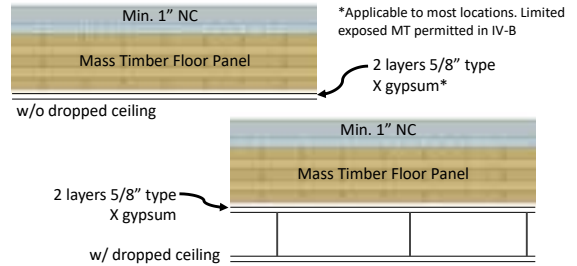 Min. 1” NC
*Applicable to most locations. Limited
exposed MT permitted in IV-B
Mass Timber Floor Panel
2 layers 5/8” type
X gypsum*
w/o dropped ceiling
Min. 1” NC
Mass Timber Floor Panel
2 layers 5/8” type
X gypsum
w/ dropped ceiling